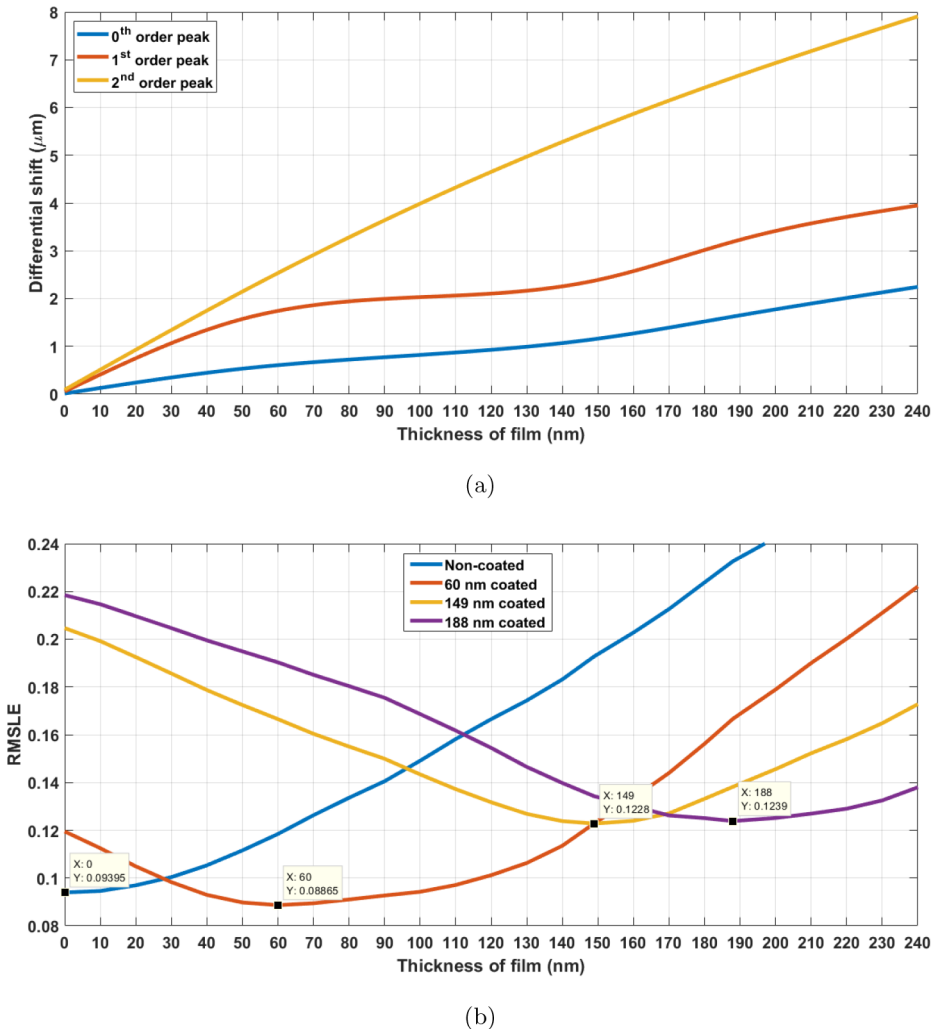 0th order peak
1st order peak
2nd order peak
Differential shift (μm)
8
7
6
5
4
3
2
1
0
0 10 20 30 40 50 60 70 80 90 100 110 120 130 140 150 160 170 180 190 200 210 220 230 240
Thickness of film (nm)
(a)
Non-coated
60 nm coated
149 nm coated
188 nm coated
RMSLE
0.24
0.22
0.2
0.18
0.16
0.14
0.12
0.1
0.08
X: 0
Y: 0.09395
X: 60
Y: 0.08865
X: 149
Y: 0.1228
X: 188
Y: 0.1239
0 10 20 30 40 50 60 70 80 90 100 110 120 130 140 150 160 170 180 190 200 210 220 230 240
Thickness of film (nm)
(b)